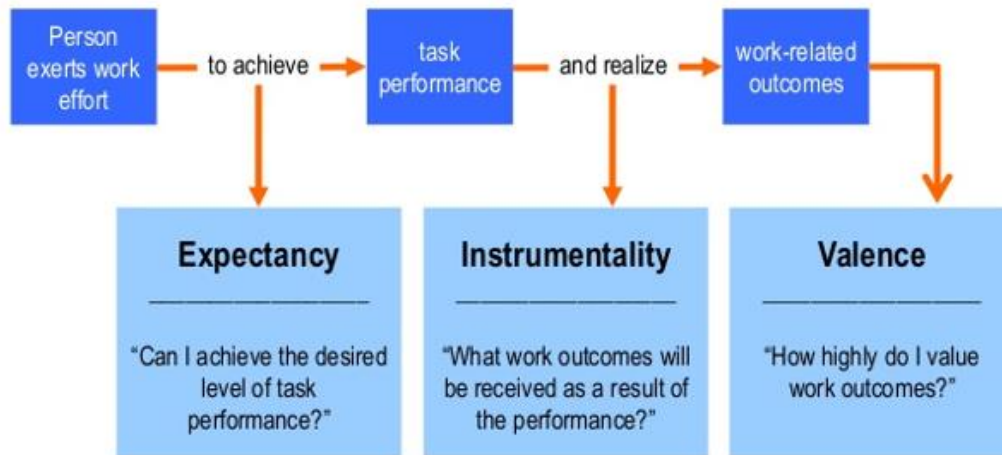 Person
exerts work
effort
to achieve
task
performance
and realize
work-related
outcomes
Expectancy
“Can I achieve the desired
level of task
performance?”
Instrumentality
“What work outcomes will
be received as a result of
the performance?”
Valence
“How highly do I value
work outcomes?”